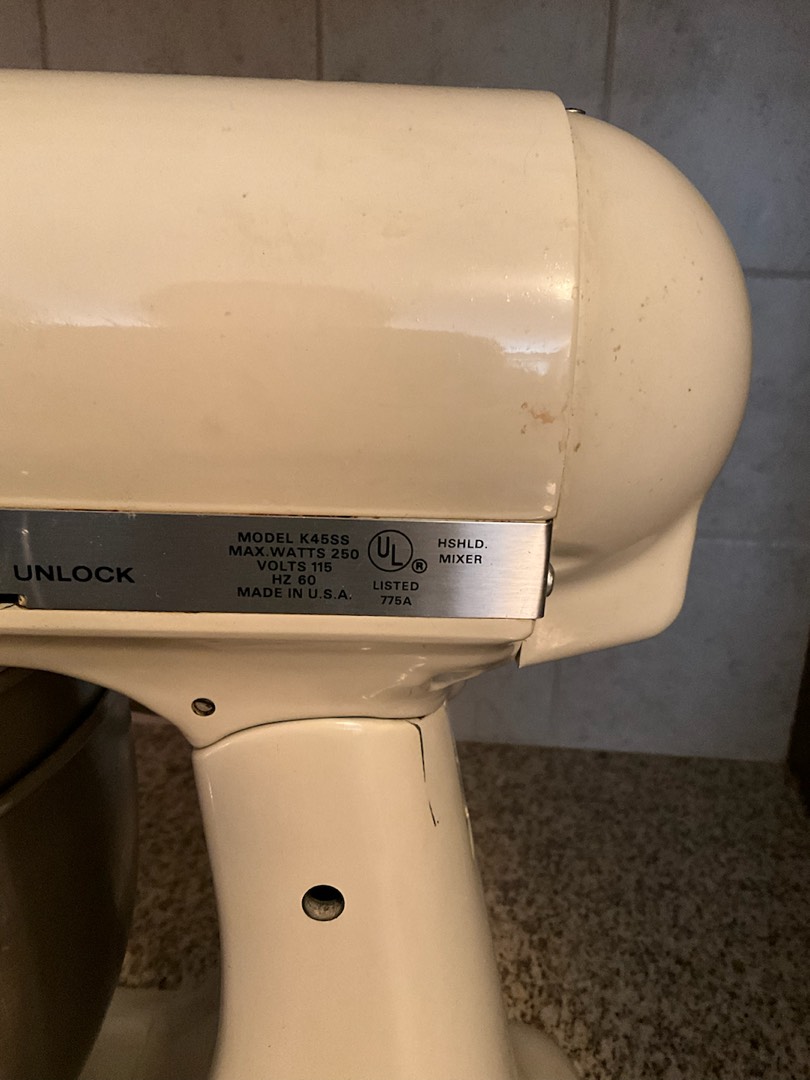 UNLOCK
MODEL K45SS
MAX.WATTS 250
VOLTS 115
HZ 60
MADE IN U.S.A.
UL ®
LISTED
775A
HSHLD.
MIXER